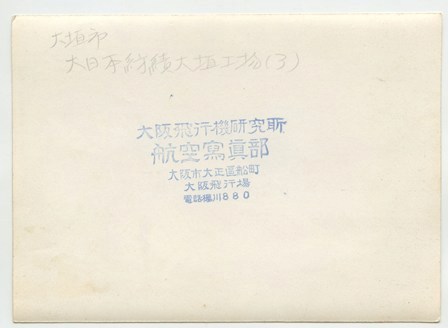 大垣市
大日本紡績大垣工場(3)
大阪飛行機研究所
航空寫眞部
大阪市大正區船町
大阪飛行場
電話櫻川880